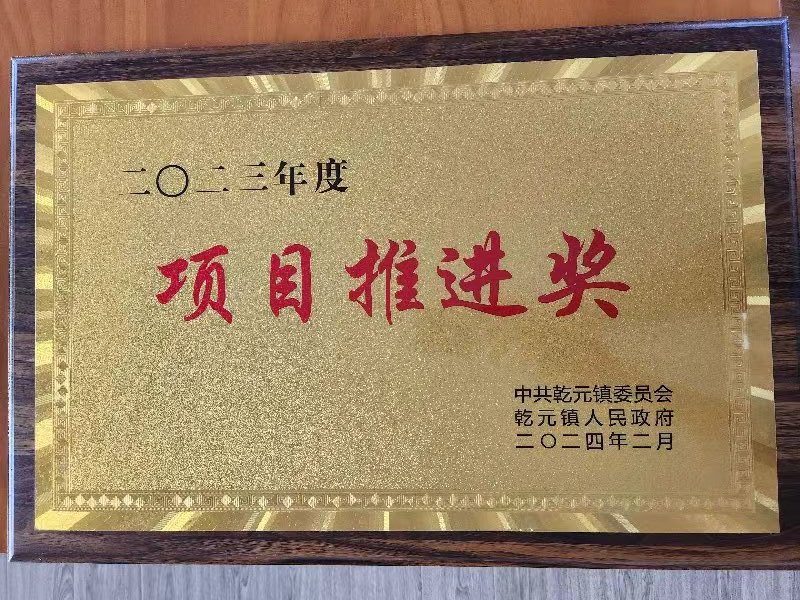 二〇二三年度
项目推进奖
中共乾元镇委员会
乾元镇人民政府
二〇二四年二月